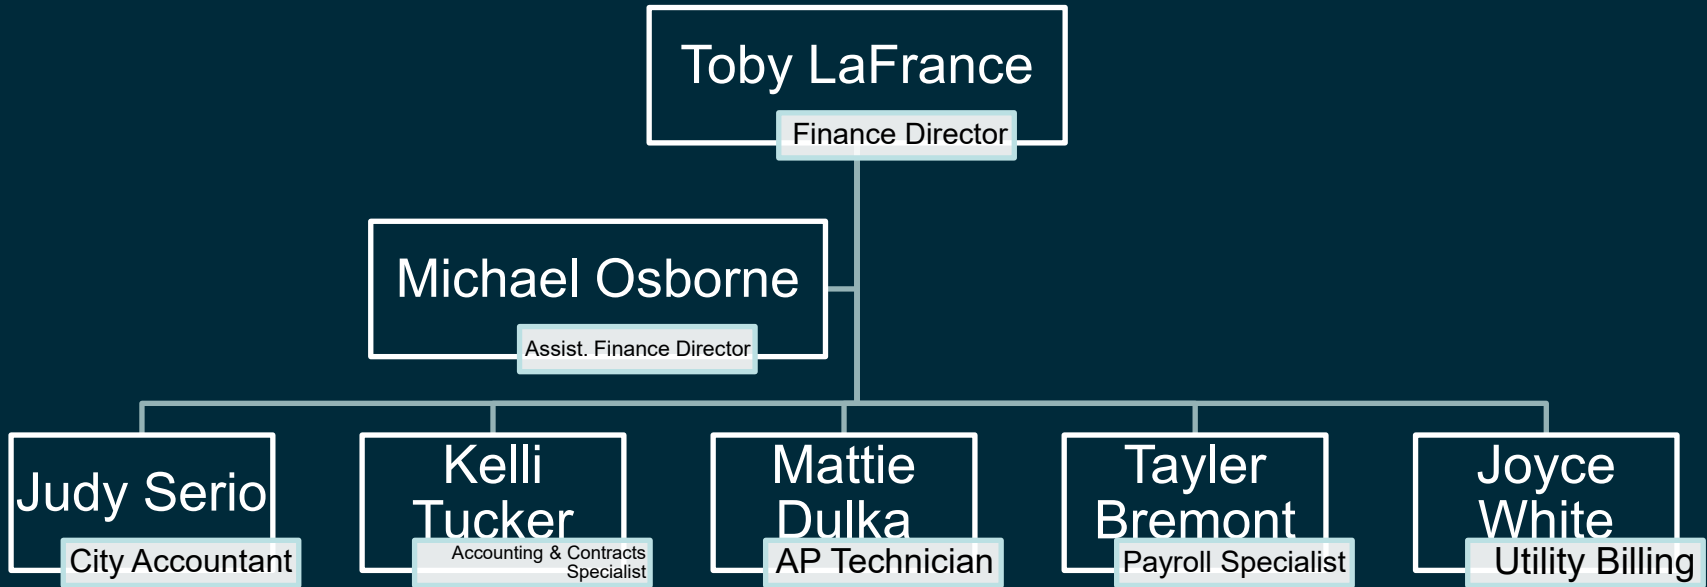 Toby LaFrance
Finance Director
Michael Osborne
Assist. Finance Director
Judy Serio
City Accountant
Kelli
Tucker
Accounting & Contracts
Specialist
Mattie
Dulka
AP Technician
Tayler
Bremont
Payroll Specialist
Joyce
White
Utility Billing